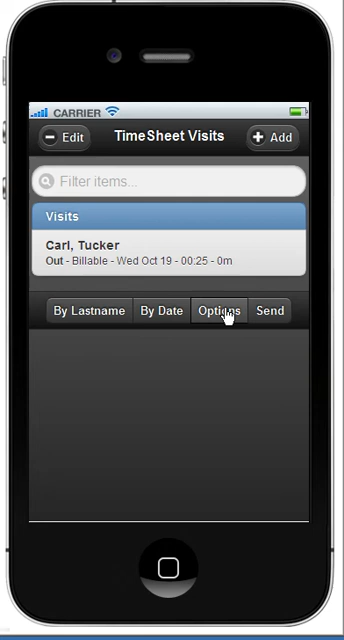 CARRIER
Edit TimeSheet Visits Add
Filter items...
Visits
Carl, Tucker
Out - Billable - Wed Oct 19 - 00:25 - 0m
By Lastname By Date Options Send